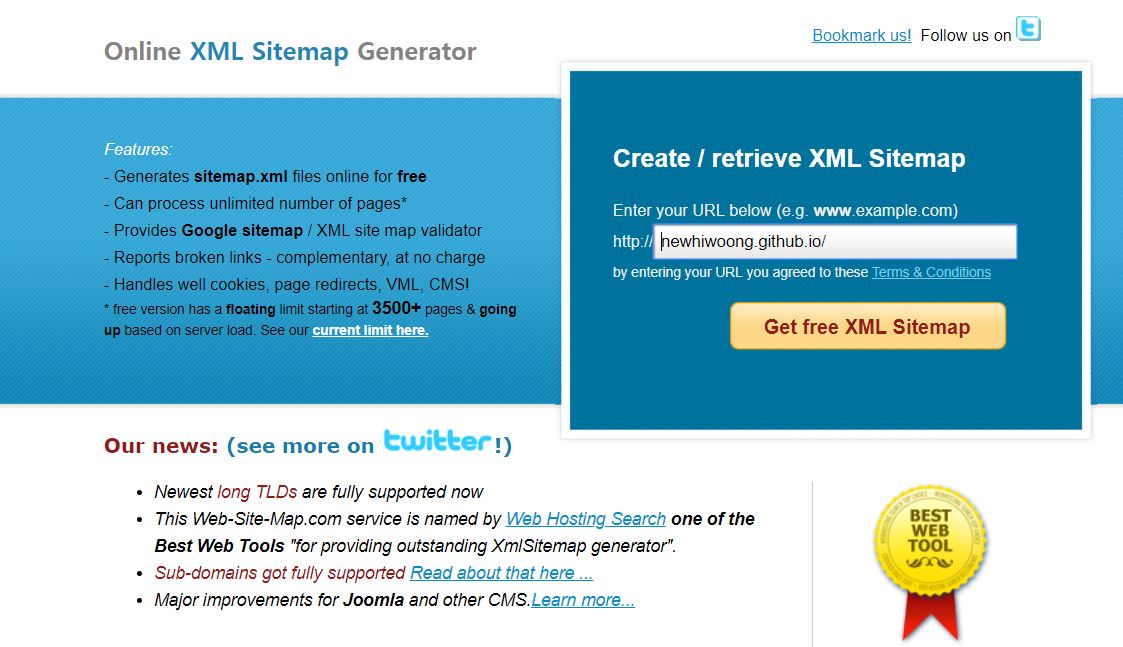 Online XML Sitemap Generator
Bookmark us! Follow us on
Features:
- Generates sitemap.xml files online for free
- Can process unlimited number of pages*
- Provides Google sitemap / XML site map validator
- Reports broken links - complementary, at no charge
- Handles well cookies, page redirects, VML, CMS!
* free version has a floating limit starting at 3500+ pages & going
up based on server load. See our current limit here.
Create / retrieve XML Sitemap
Enter your URL below (e.g. www.example.com)
http:// newhiwoong.github.io/
by entering your URL you agreed to these Terms & Conditions
Get free XML Sitemap
Our news: (see more on twitter!)
• Newest long TLDs are fully supported now
• This Web-Site-Map.com service is named by Web Hosting Search one of the
Best Web Tools "for providing outstanding XmlSitemap generator".
• Sub-domains got fully supported Read about that here ...
• Major improvements for Joomla and other CMS.Learn more...
BEST
WEB
TOOL